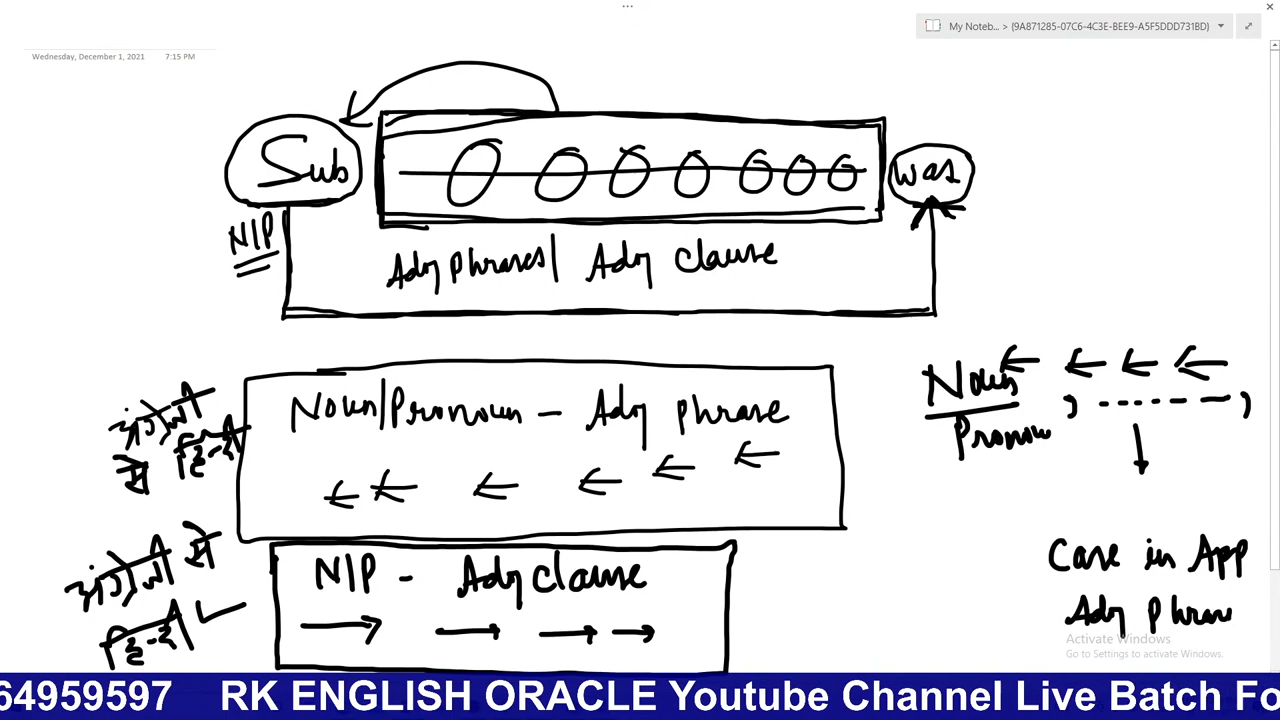 My Noteb... > {9A871285-07C6-4C3E-BEE9-A5F5DDD731BD}
Wednesday, December 1, 2021 7:15 PM
Sub
was
N/P
Adj Phrases/ Adj Clause
Noun
Pronoun
Noun/Pronoun – Adj phrase
अंग्रेजी
से हिन्दी
Case in App
Adj Phrase
अंग्रेजी से
हिन्दी
N/P - Adj Clause
Activate Windows
Go to Settings to activate Windows.
64959597 RK ENGLISH ORACLE Youtube Channel Live Batch Fo